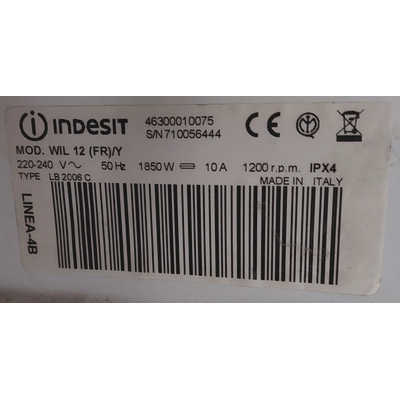 indesit
46300010075
S/N 710056444
MOD. WIL 12 (FR)/Y
220-240 V 50 Hz 1850 W 10 A 1200 r.p.m. IPX4
TYPE LB 2006 C MADE IN ITALY
LINEA-4B